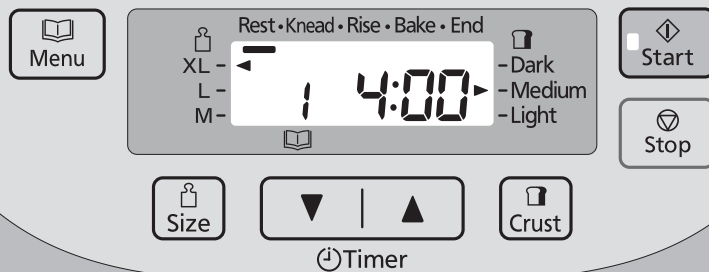 Menu
Rest • Knead • Rise • Bake • End
XL
L
M
1 4:00
Dark
Medium
Light
Start
Stop
Size
Crust
Timer